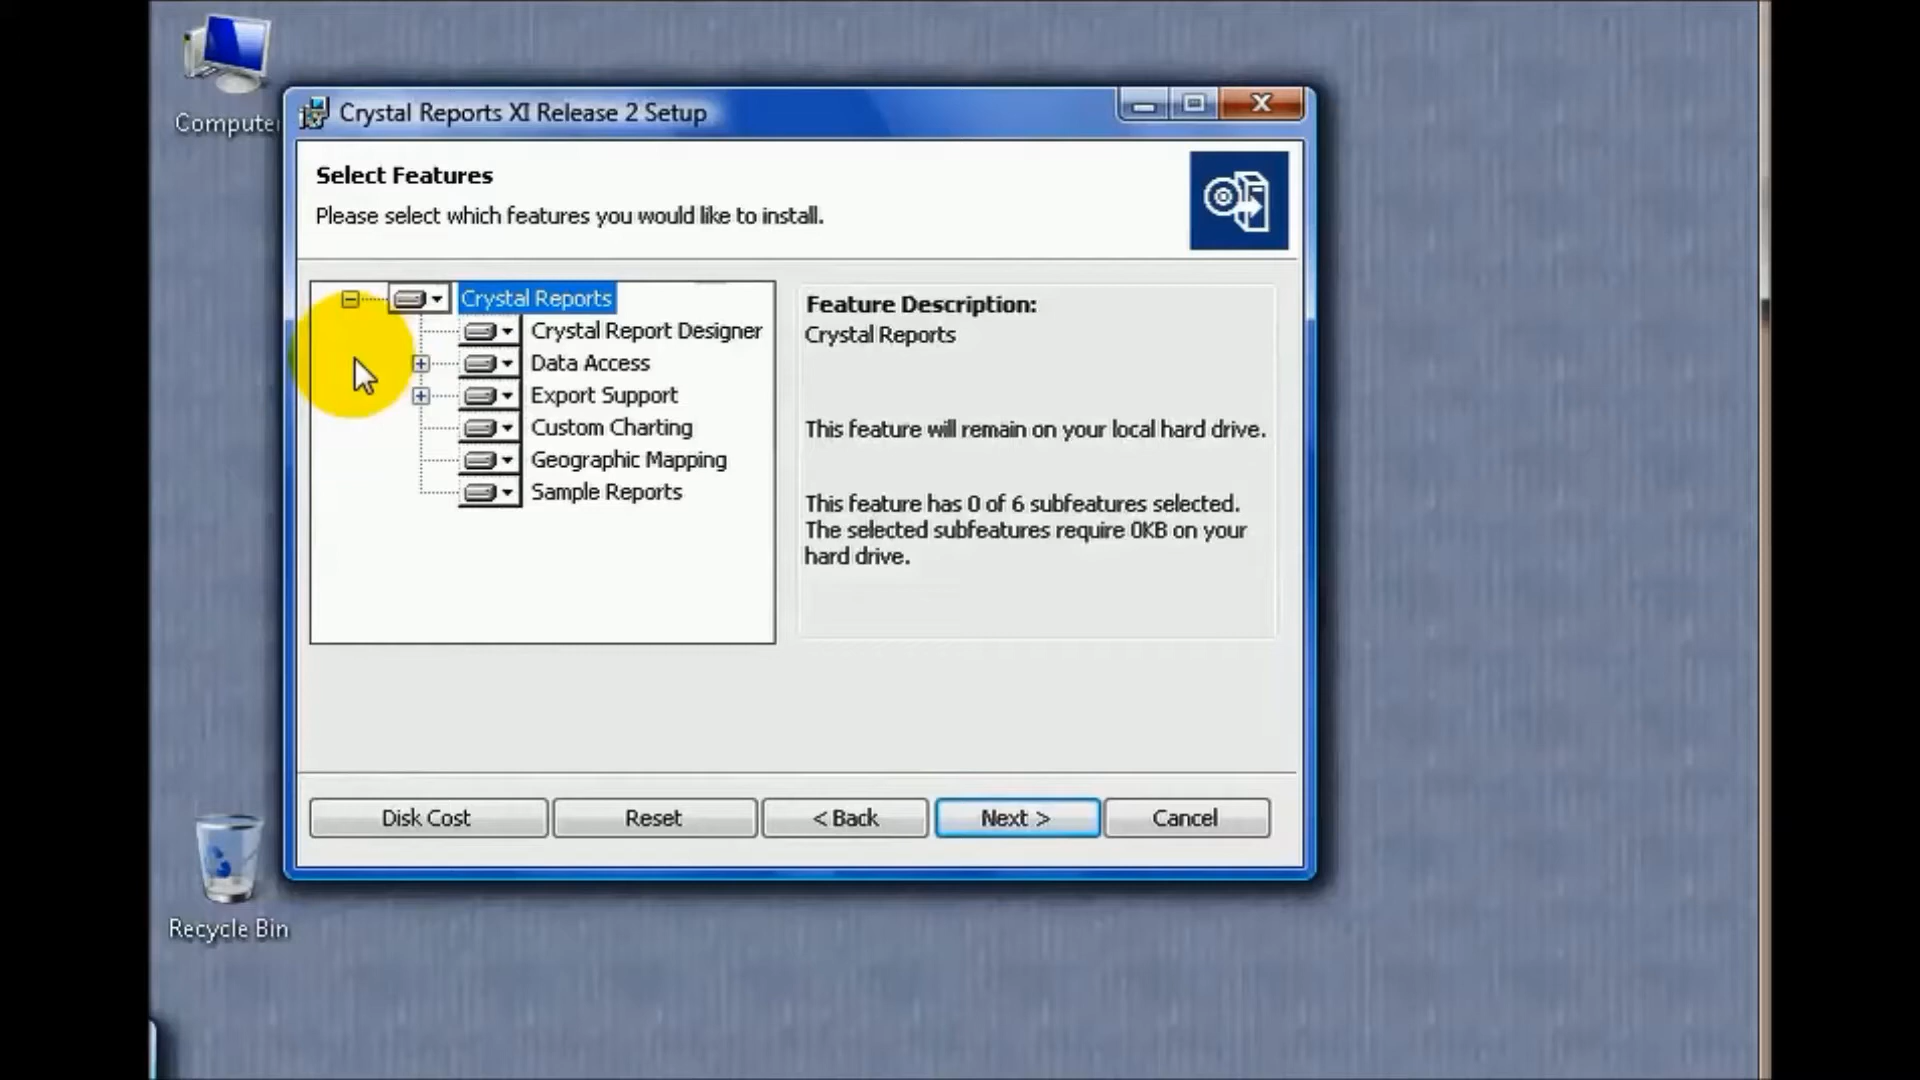 Computer
Crystal Reports XI Release 2 Setup
Select Features
Please select which features you would like to install.
Crystal Reports
Crystal Report Designer
Data Access
Export Support
Custom Charting
Geographic Mapping
Sample Reports
Feature Description:
Crystal Reports
This feature will remain on your local hard drive.
This feature has 0 of 6 subfeatures selected.
The selected subfeatures require 0KB on your
hard drive.
Disk Cost
Reset
< Back
Next >
Cancel
Recycle Bin